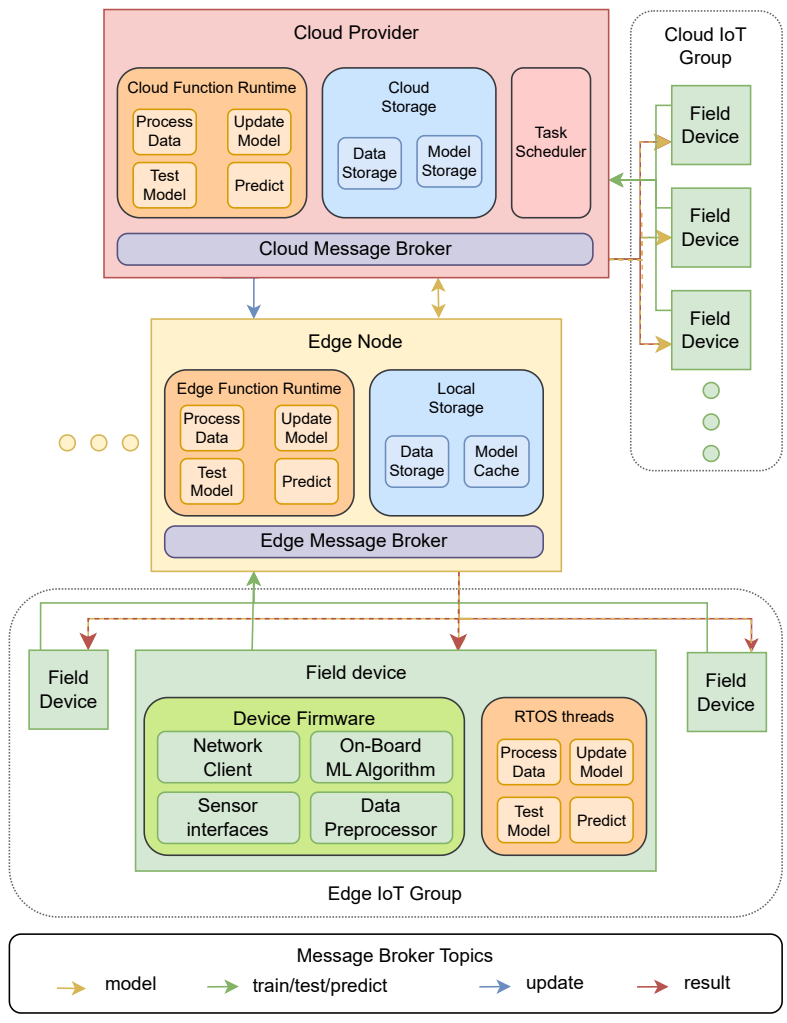 Cloud Provider
Cloud Function Runtime
Process
Data
Update
Model
Test
Model
Predict
Cloud
Storage
Data
Storage
Model
Storage
Task
Scheduler
Cloud Message Broker
Cloud IoT
Group
Field
Device
Field
Device
Field
Device
Edge Node
Edge Function Runtime
Process
Data
Update
Model
Test
Model
Predict
Local
Storage
Data
Storage
Model
Cache
Edge Message Broker
Field
Device
Field device
Device Firmware
Network
Client
On-Board
ML Algorithm
Sensor
interfaces
Data
Preprocessor
RTOS threads
Process
Data
Update
Model
Test
Model
Predict
Field
Device
Edge IoT Group
Message Broker Topics
model
train/test/predict
update
result